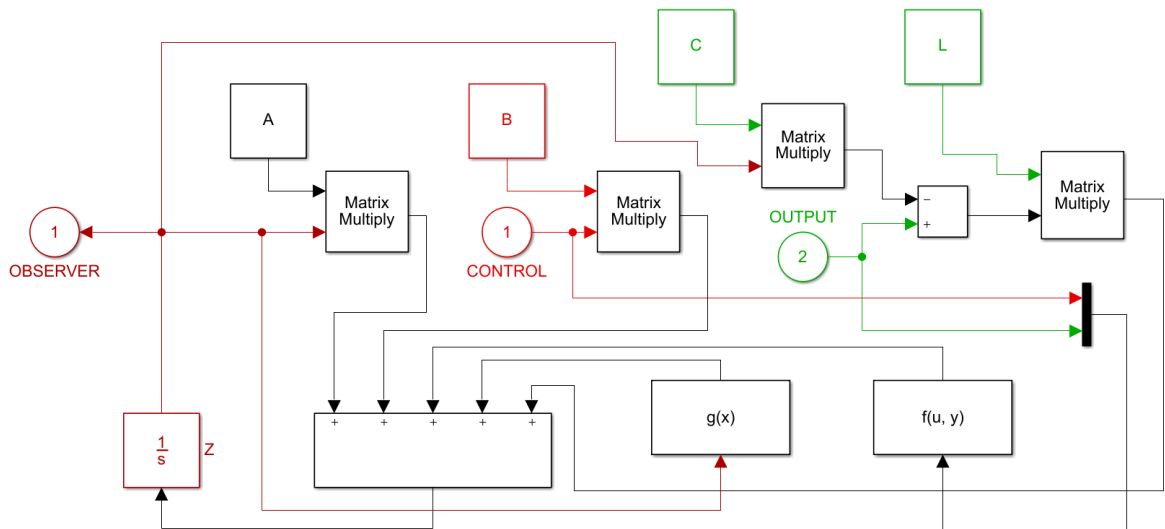 C
L
A
B
Matrix
Multiply
Matrix
Multiply
Matrix
Multiply
Matrix
Multiply
−
+
OUTPUT
1
OBSERVER
1
CONTROL
2
g(x)
f(u, y)
+
+
+
+
+
1
s
Z